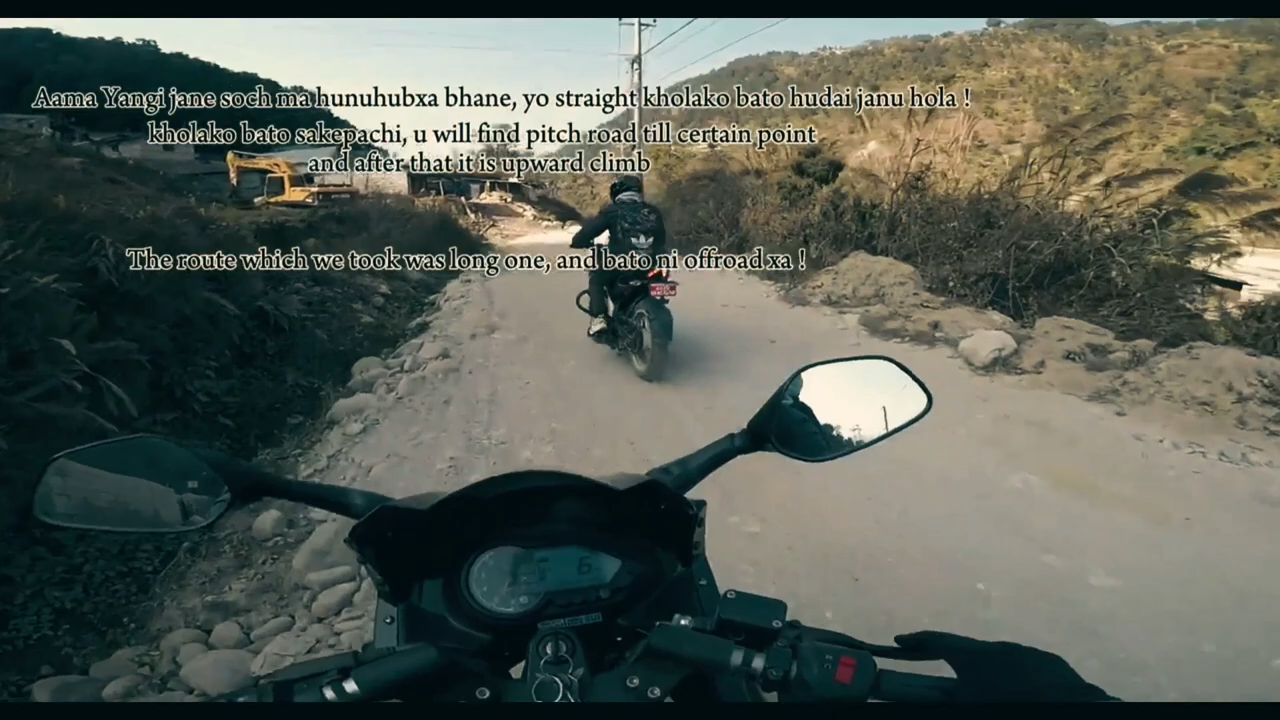 Aama Yangi jane soch ma hunuhubxa bhane, yo straight kholako bato hudai janu hola !
kholako bato sakepachi, u will find pitch road till certain point
and after that it is upward climb
The route which we took was long one, and bato ni offroad xa !
6